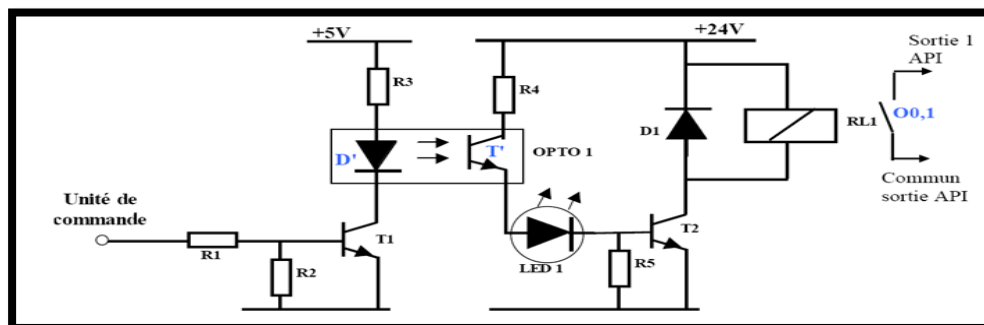 +5V
+24V
Sortie 1
API
R3
R4
D1
RL1
O0,1
D'
T'
OPTO 1
Commun
sortie API
Unité de
commande
T1
T2
R1
R2
LED 1
R5